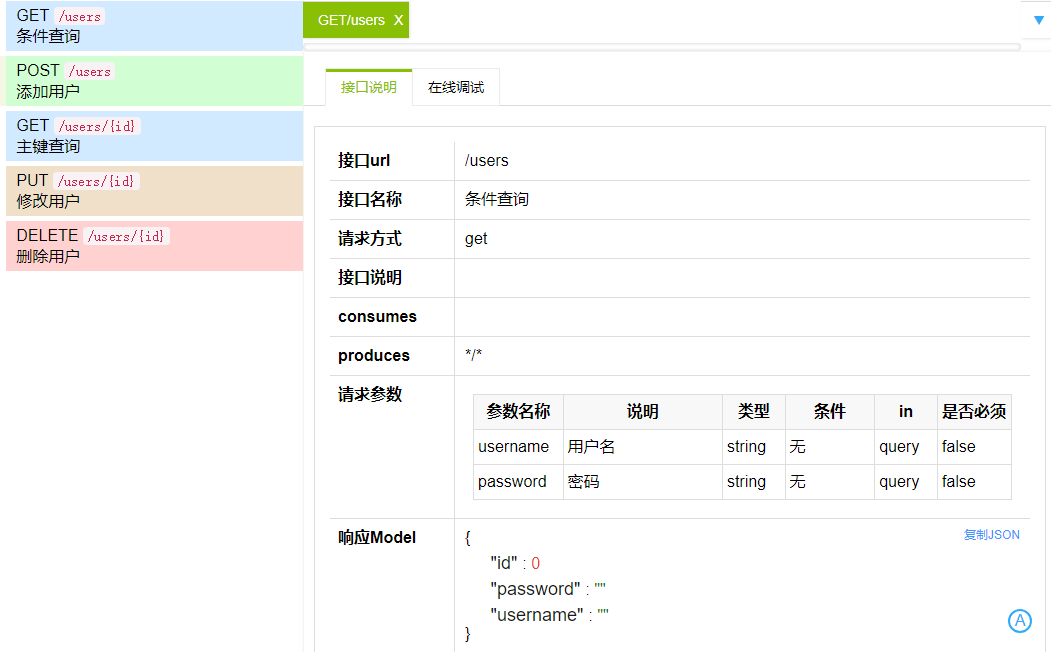 GET /users
条件查询
POST /users
添加用户
GET /users/{id}
主键查询
PUT /users/{id}
修改用户
DELETE /users/{id}
删除用户
GET/users X
▼
接口说明 在线调试
接口url /users
接口名称 条件查询
请求方式 get
接口说明
consumes
produces */*
请求参数
参数名称 说明 类型 条件 in 是否必须
username 用户名 string 无 query false
password 密码 string 无 query false
响应Model { 复制JSON
"id" : 0
"password" : ""
"username" : ""
}
A